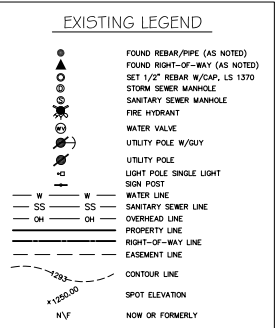 EXISTING LEGEND
FOUND REBAR/PIPE (AS NOTED)
FOUND RIGHT-OF-WAY (AS NOTED)
SET 1/2" REBAR W/CAP, LS 1370
D STORM SEWER MANHOLE
S SANITARY SEWER MANHOLE
FIRE HYDRANT
WV WATER VALVE
UTILITY POLE W/GUY
UTILITY POLE
LIGHT POLE SINGLE LIGHT
SIGN POST
W W WATER LINE
SS SS SANITARY SEWER LINE
OH OH OVERHEAD LINE
PROPERTY LINE
RIGHT-OF-WAY LINE
EASEMENT LINE
1293 CONTOUR LINE
x1250.00 SPOT ELEVATION
N\F NOW OR FORMERLY